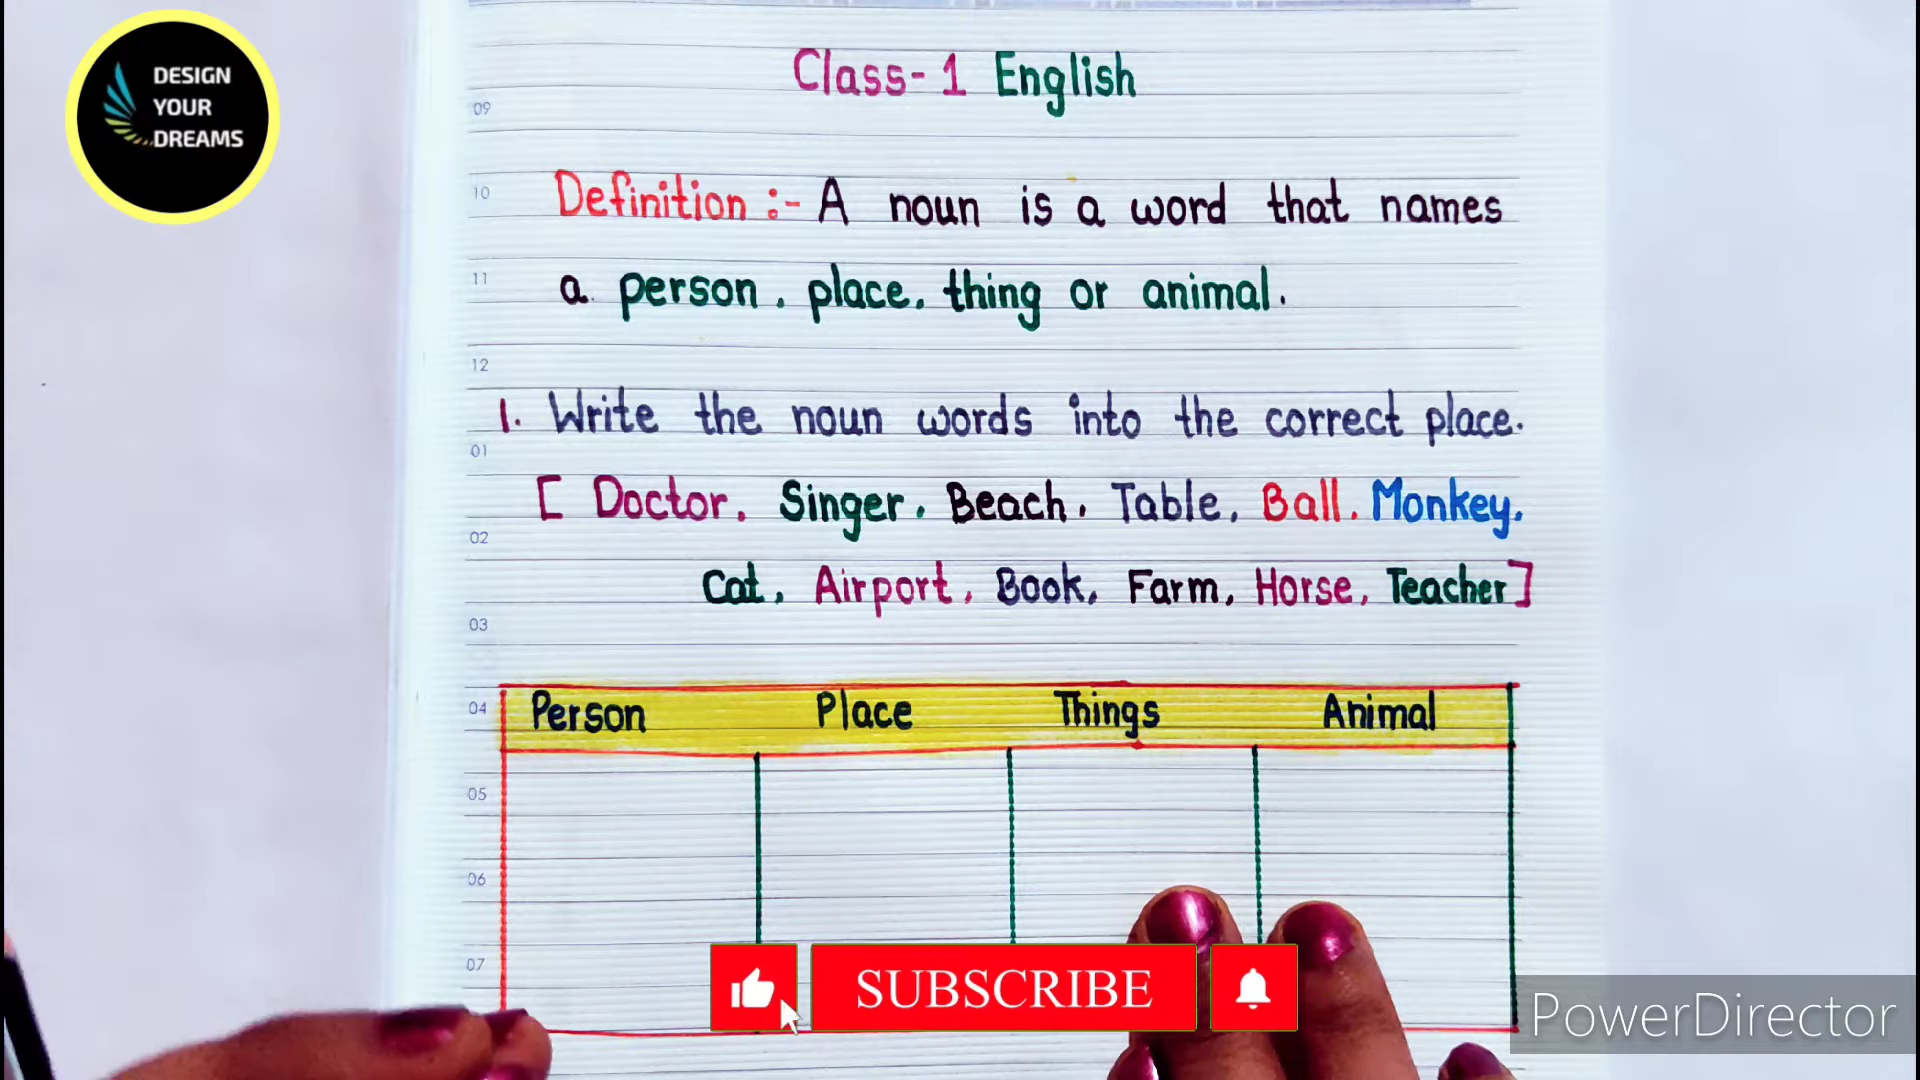 DESIGN
YOUR
DREAMS
Class-1 English
09
10
Definition :- A noun is a word that names
11
a person, place, thing or animal.
12
1. Write the noun words into the correct place.
01
[ Doctor, Singer, Beach, Table, Ball, Monkey,
02
Cat, Airport, Book, Farm, Horse, Teacher]
03
04
Person Place Things Animal
05
06
07
SUBSCRIBE
PowerDirector